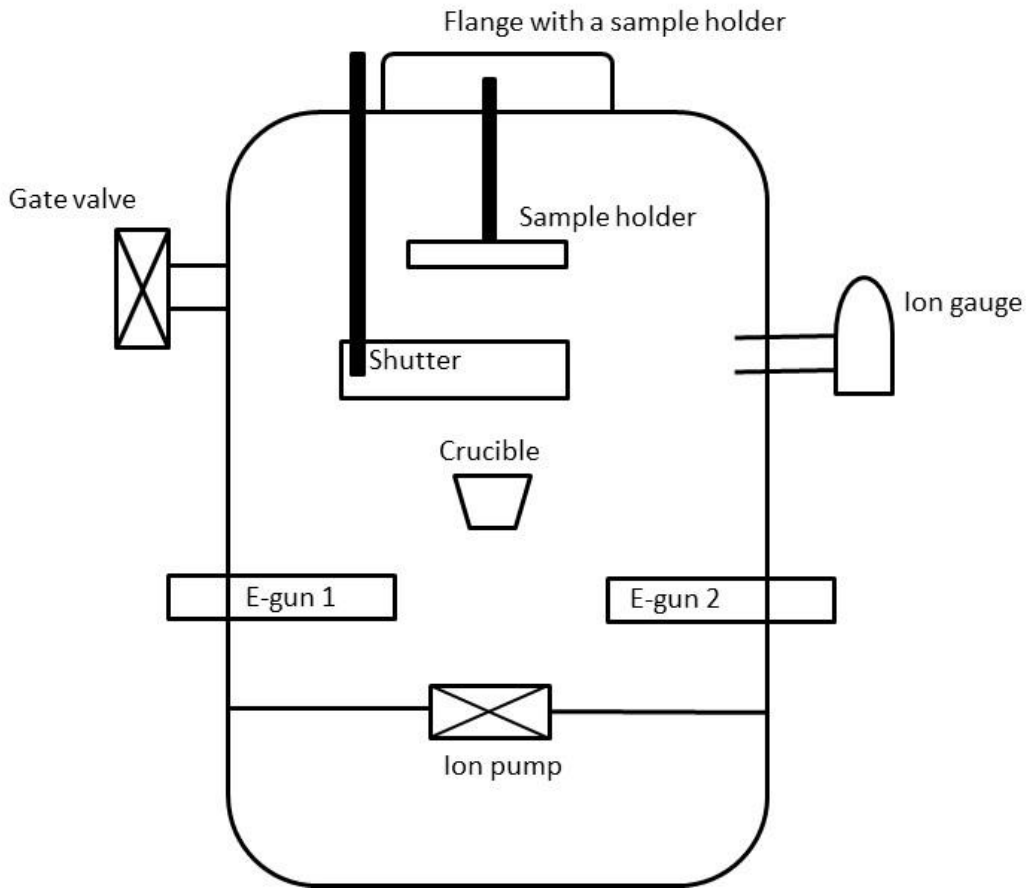 Flange with a sample holder
Gate valve
Sample holder
Ion gauge
Shutter
Crucible
E-gun 1
E-gun 2
Ion pump